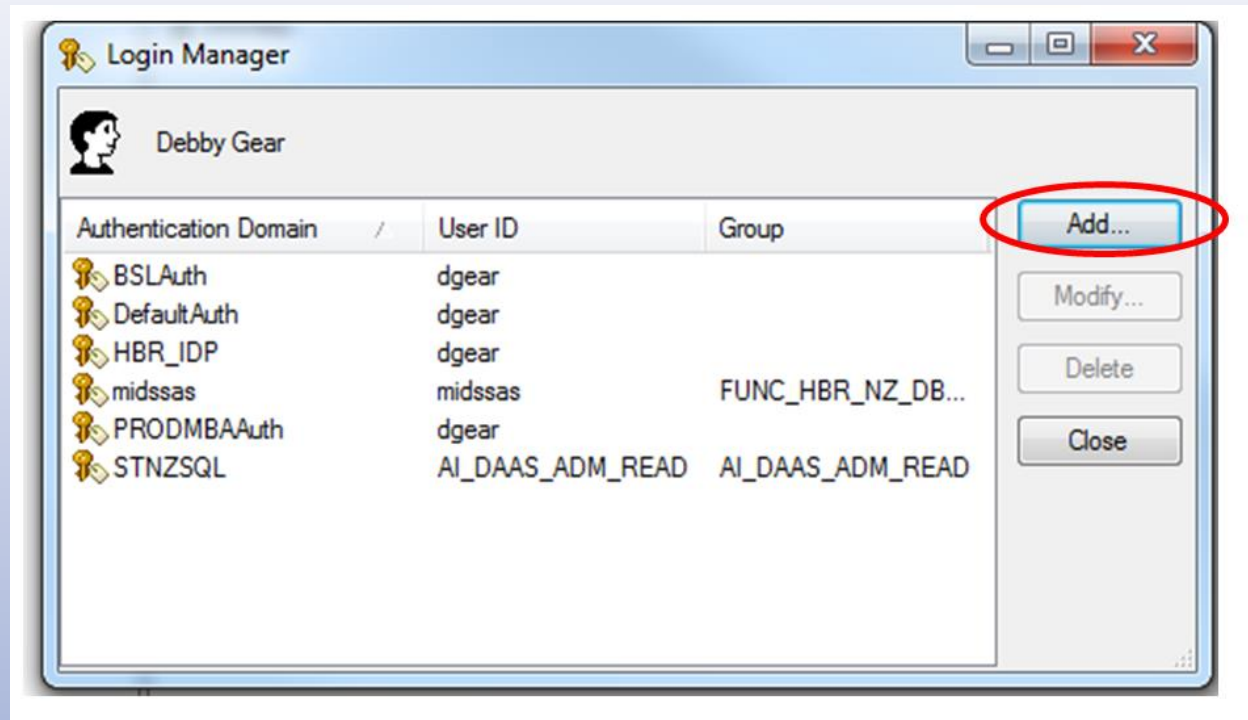 Login Manager
Debby Gear
Authentication Domain User ID Group
BSLAuth dgear
DefaultAuth dgear
HBR_IDP dgear
midssas midssas FUNC_HBR_NZ_DB...
PRODMBAAuth dgear
STNZSQL AI_DAAS_ADM_READ AI_DAAS_ADM_READ
Add...
Modify...
Delete
Close